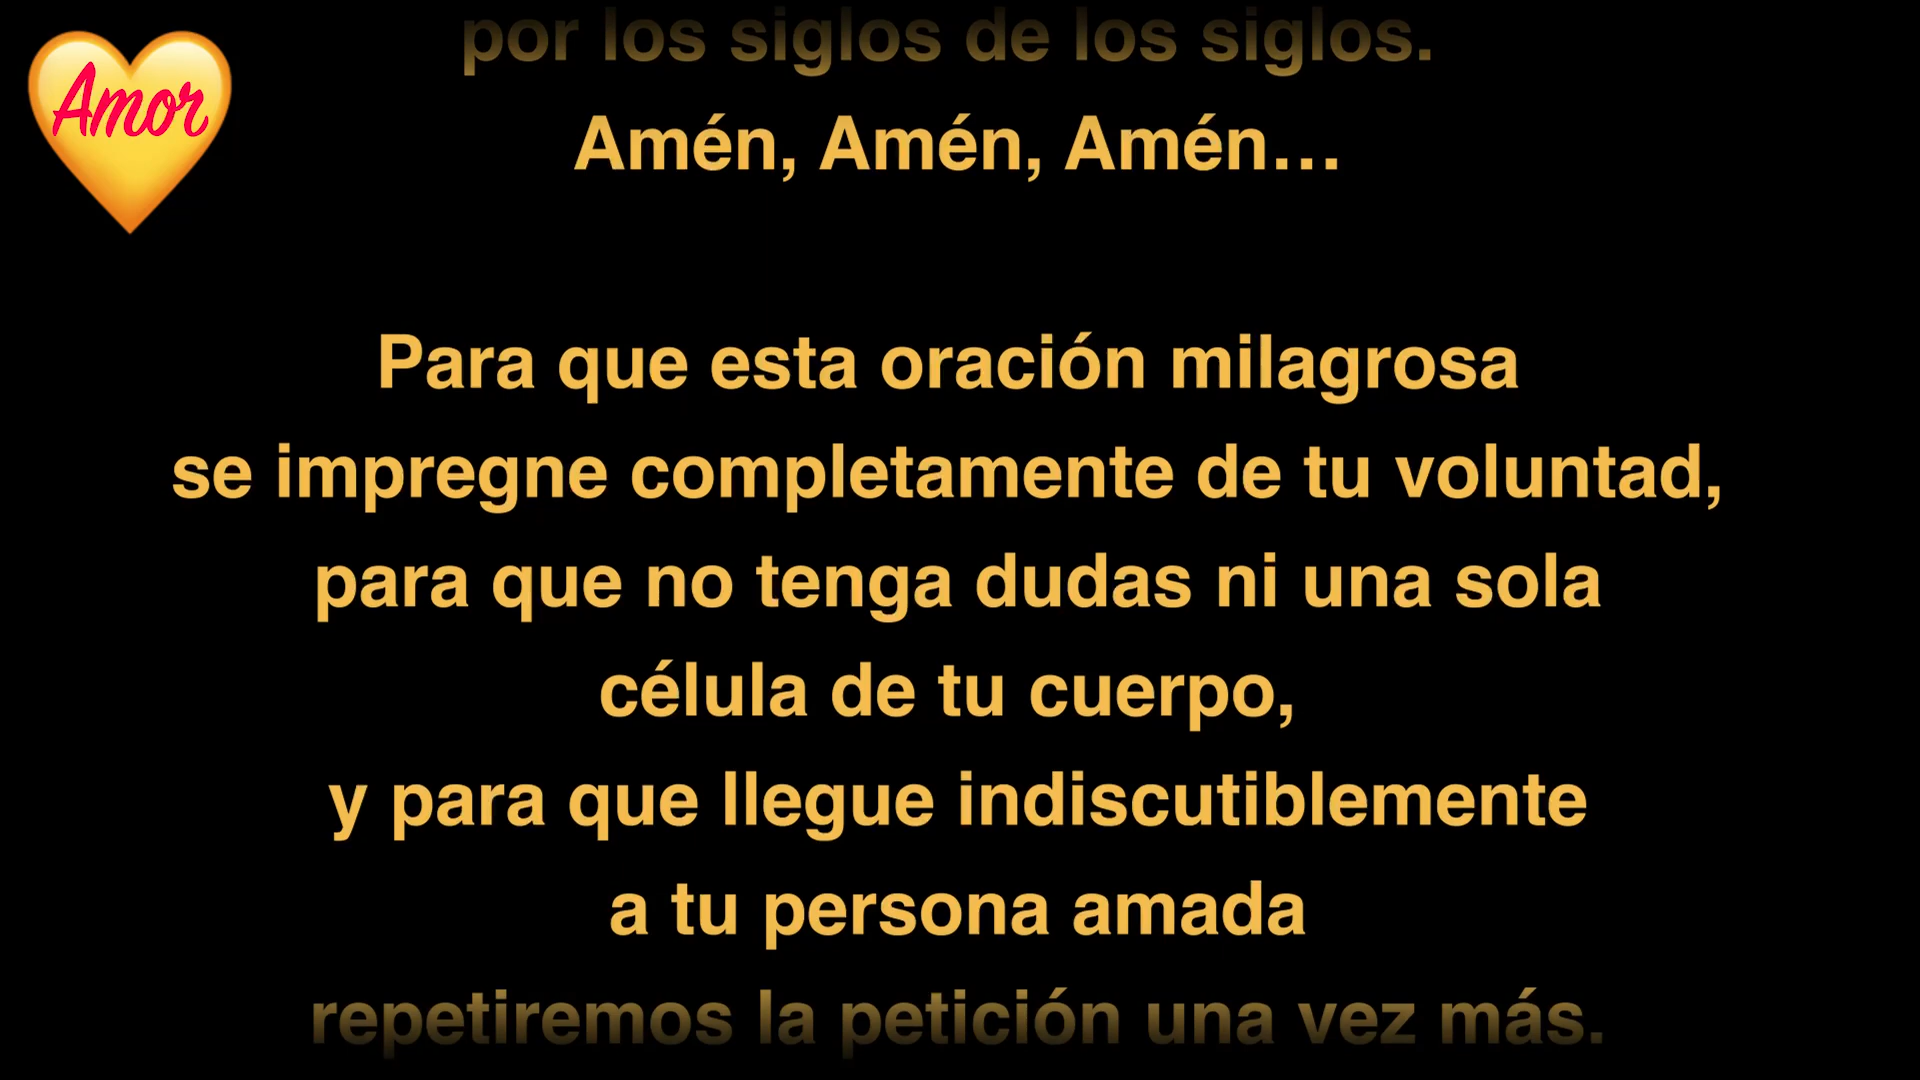 Amor
por los siglos de los siglos.
Amén, Amén, Amén...
Para que esta oración milagrosa
se impregne completamente de tu voluntad,
para que no tenga dudas ni una sola
célula de tu cuerpo,
y para que llegue indiscutiblemente
a tu persona amada
repetiremos la petición una vez más.